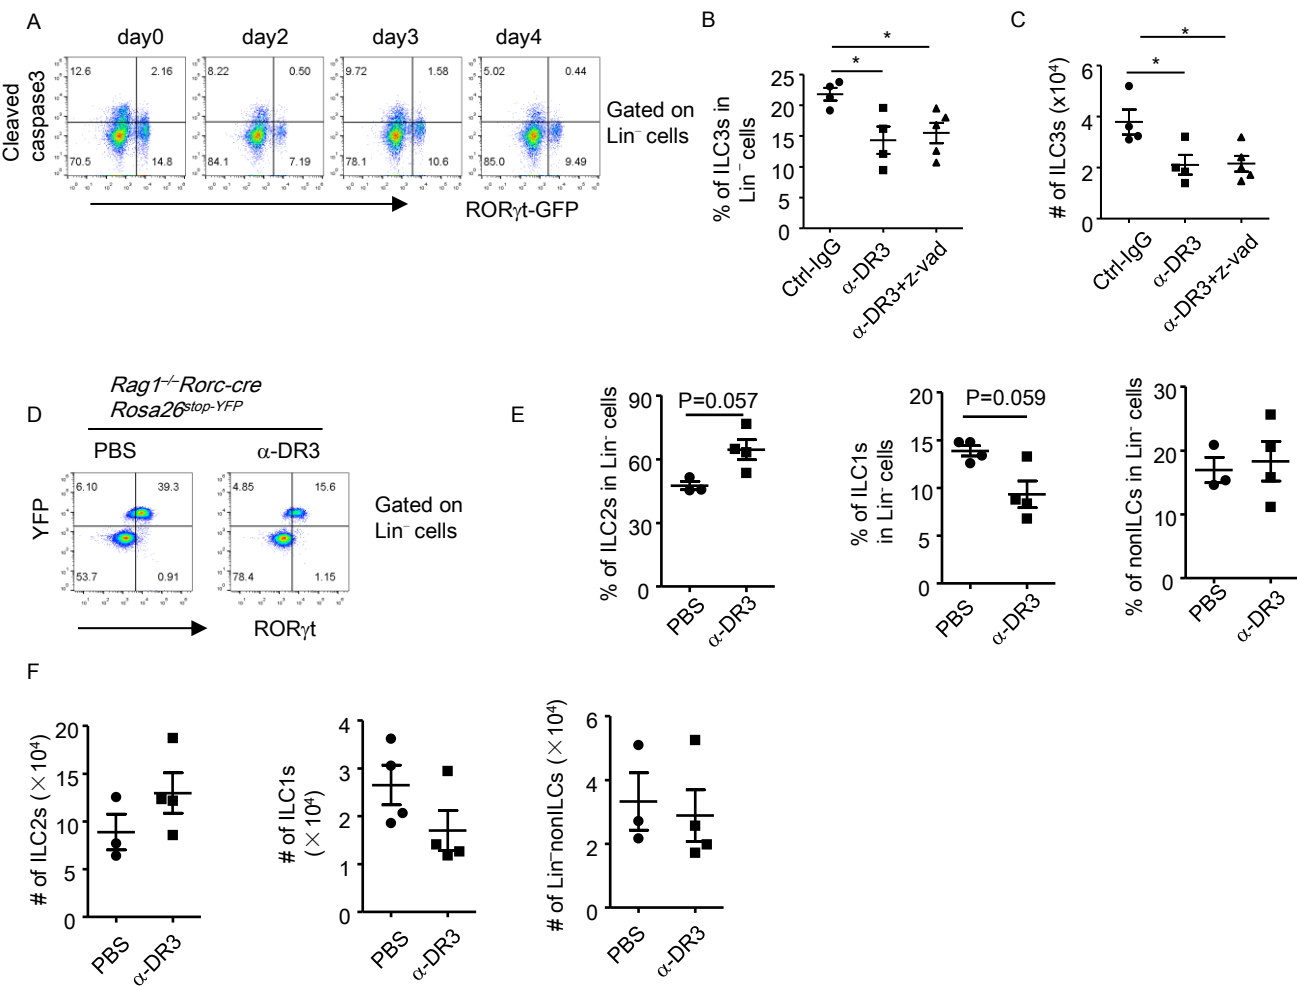 A
day0
day2
day3
day4
Cleaved
caspase3
12.6
2.16
70.5
14.8
8.22
0.50
84.1
7.19
9.72
1.58
78.1
10.6
5.02
0.44
85.0
9.49
Gated on
Lin⁻ cells
RORγt-GFP
B
% of ILC3s in
Lin⁻ cells
25
20
15
10
5
0
*
*
Ctrl-IgG
α-DR3
α-DR3+z-vad
C
# of ILC3s (x10⁴)
6
4
2
0
*
*
Ctrl-IgG
α-DR3
α-DR3+z-vad
D
Rag1⁻/⁻Rorc-cre
Rosa26stop-YFP
PBS
α-DR3
YFP
6.10
39.3
53.7
0.91
4.85
15.6
78.4
1.15
Gated on
Lin⁻ cells
RORγt
E
% of ILC2s in Lin⁻ cells
90
60
30
0
P=0.057
PBS
α-DR3
% of ILC1s
in Lin⁻ cells
20
15
10
5
0
P=0.059
PBS
α-DR3
% of nonILCs in Lin⁻ cells
30
20
10
0
PBS
α-DR3
F
# of ILC2s (×10⁴)
20
15
10
5
0
PBS
α-DR3
# of ILC1s
(×10⁴)
4
3
2
1
0
PBS
α-DR3
# of Lin⁻nonILCs (×10⁴)
6
4
2
0
PBS
α-DR3